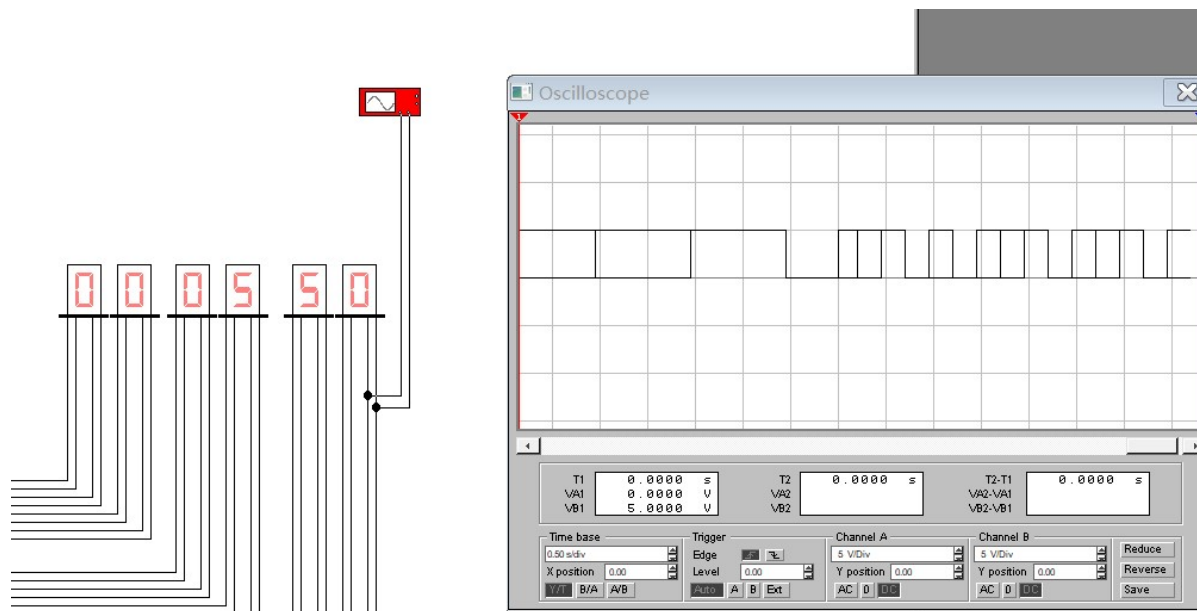 Oscilloscope
1
0 0 0 5 5 0
T1 0.0000 s T2 0.0000 s T2-T1 0.0000 s
VA1 0.0000 V VA2 VA2-VA1
VB1 5.0000 V VB2 VB2-VB1
Time base Trigger Channel A Channel B
0.50 s/div Edge 5 V/Div 5 V/Div Reduce
X position 0.00 Level 0.00 Y position 0.00 Y position 0.00 Reverse
Y/T B/A A/B Auto A B Ext AC 0 DC AC 0 DC Save